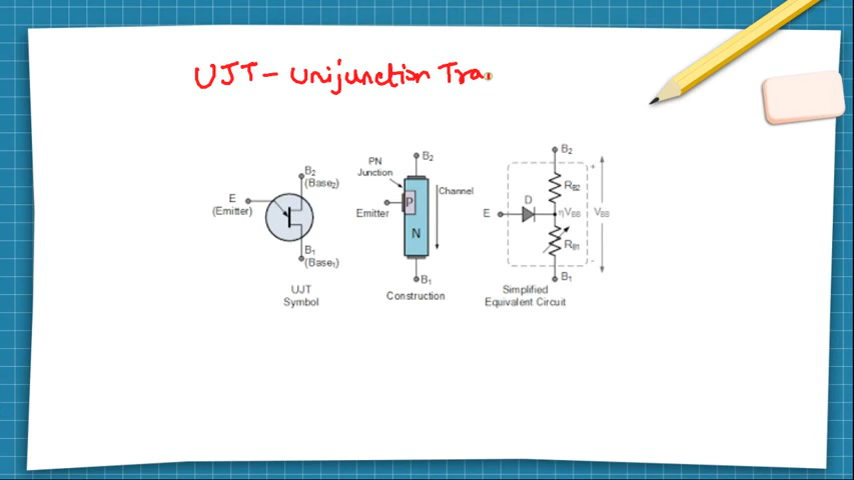 UJT - Unijunction Tra
E
(Emitter)
B2
(Base2)
B1
(Base1)
UJT
Symbol
PN
Junction
B2
Channel
P
Emitter
N
B1
Construction
B2
+
RB2
D
E
ηVBB
VBB
RB1
-
B1
Simplified
Equivalent Circuit